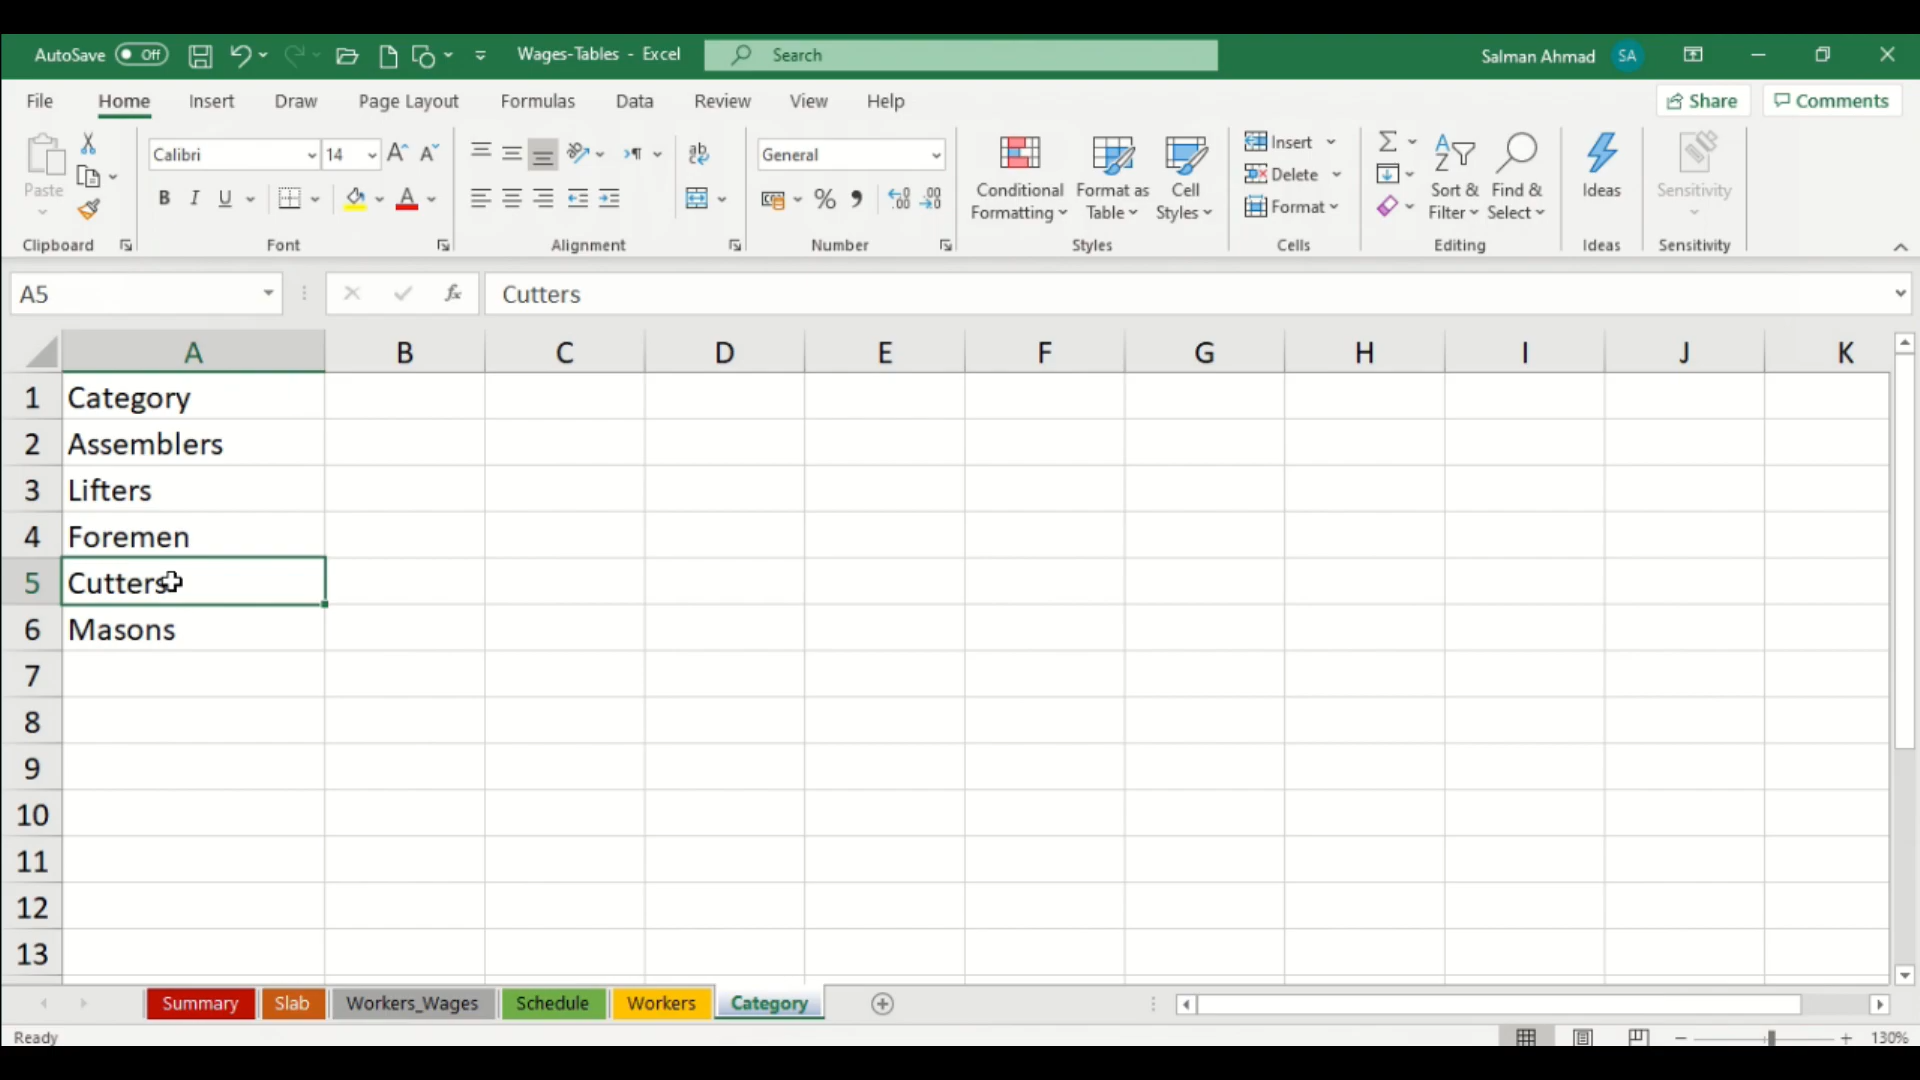 AutoSave Off Wages-Tables - Excel Search Salman Ahmad SA
File Home Insert Draw Page Layout Formulas Data Review View Help Share Comments
Paste
Clipboard
Calibri 14
B I U
Font
ab
Alignment
General
% ,
Number
Conditional Formatting
Format as Table
Cell Styles
Styles
Insert
Delete
Format
Cells
Sort & Filter
Find & Select
Editing
Ideas
Ideas
Sensitivity
Sensitivity
A5 fx Cutters
A B C D E F G H I J K
1 Category
2 Assemblers
3 Lifters
4 Foremen
5 Cutters
6 Masons
7
8
9
10
11
12
13
Summary Slab Workers_Wages Schedule Workers Category
Ready 130%